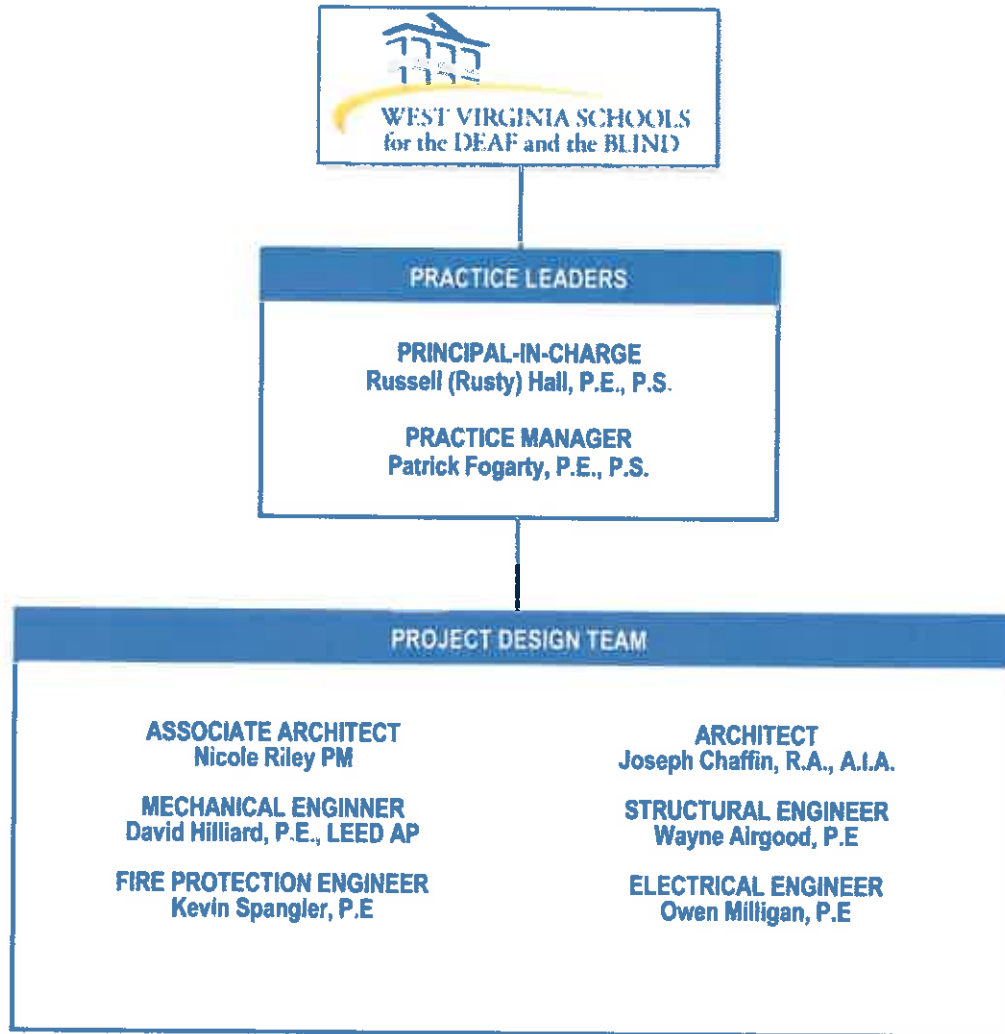 WEST VIRGINIA SCHOOLS
for the DEAF and the BLIND
PRACTICE LEADERS
PRINCIPAL-IN-CHARGE
Russell (Rusty) Hall, P.E., P.S.
PRACTICE MANAGER
Patrick Fogarty, P.E., P.S.
PROJECT DESIGN TEAM
ASSOCIATE ARCHITECT
Nicole Riley PM
MECHANICAL ENGINNER
David Hilliard, P.E., LEED AP
FIRE PROTECTION ENGINEER
Kevin Spangler, P.E
ARCHITECT
Joseph Chaffin, R.A., A.I.A.
STRUCTURAL ENGINEER
Wayne Airgood, P.E
ELECTRICAL ENGINEER
Owen Milligan, P.E